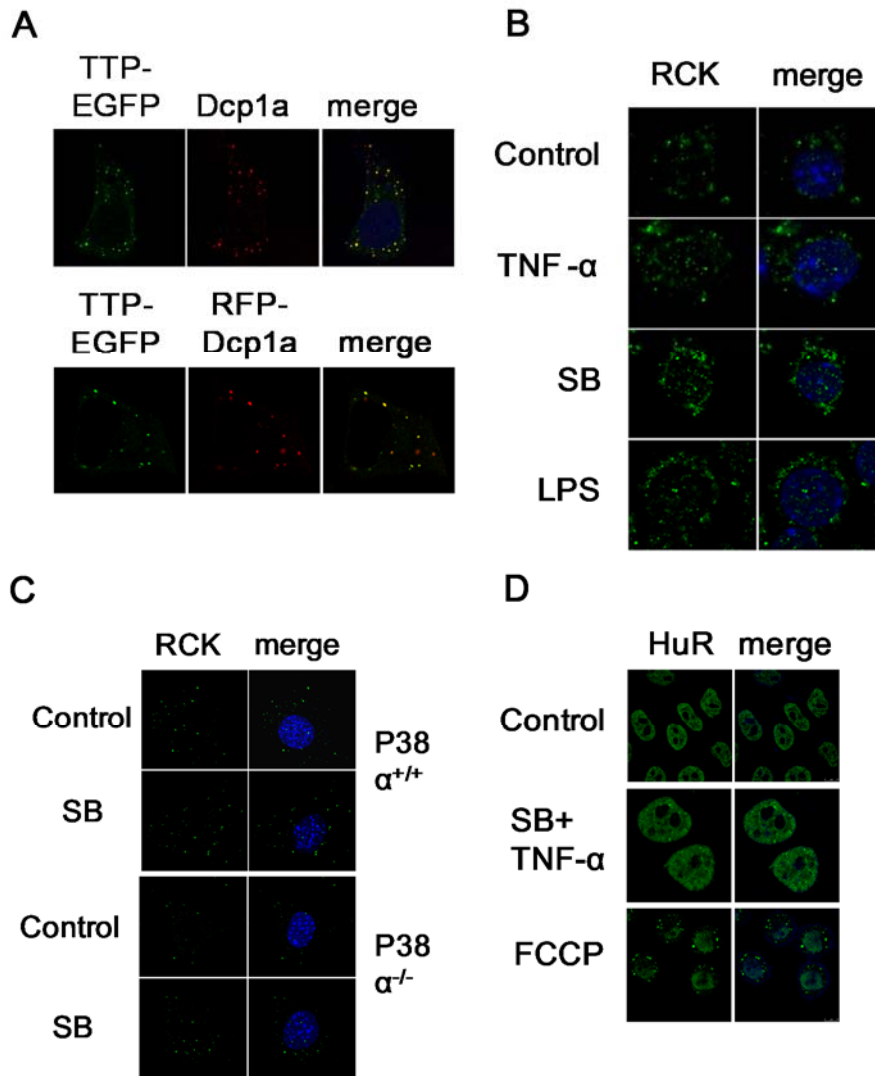 A
TTP-
EGFP Dcp1a merge
TTP- RFP-
EGFP Dcp1a merge
B
RCK merge
Control
TNF -α
SB
LPS
C
RCK merge
Control
SB
P38
α+/+
Control
SB
P38
α-/-
D
HuR merge
Control
SB+
TNF-α
FCCP